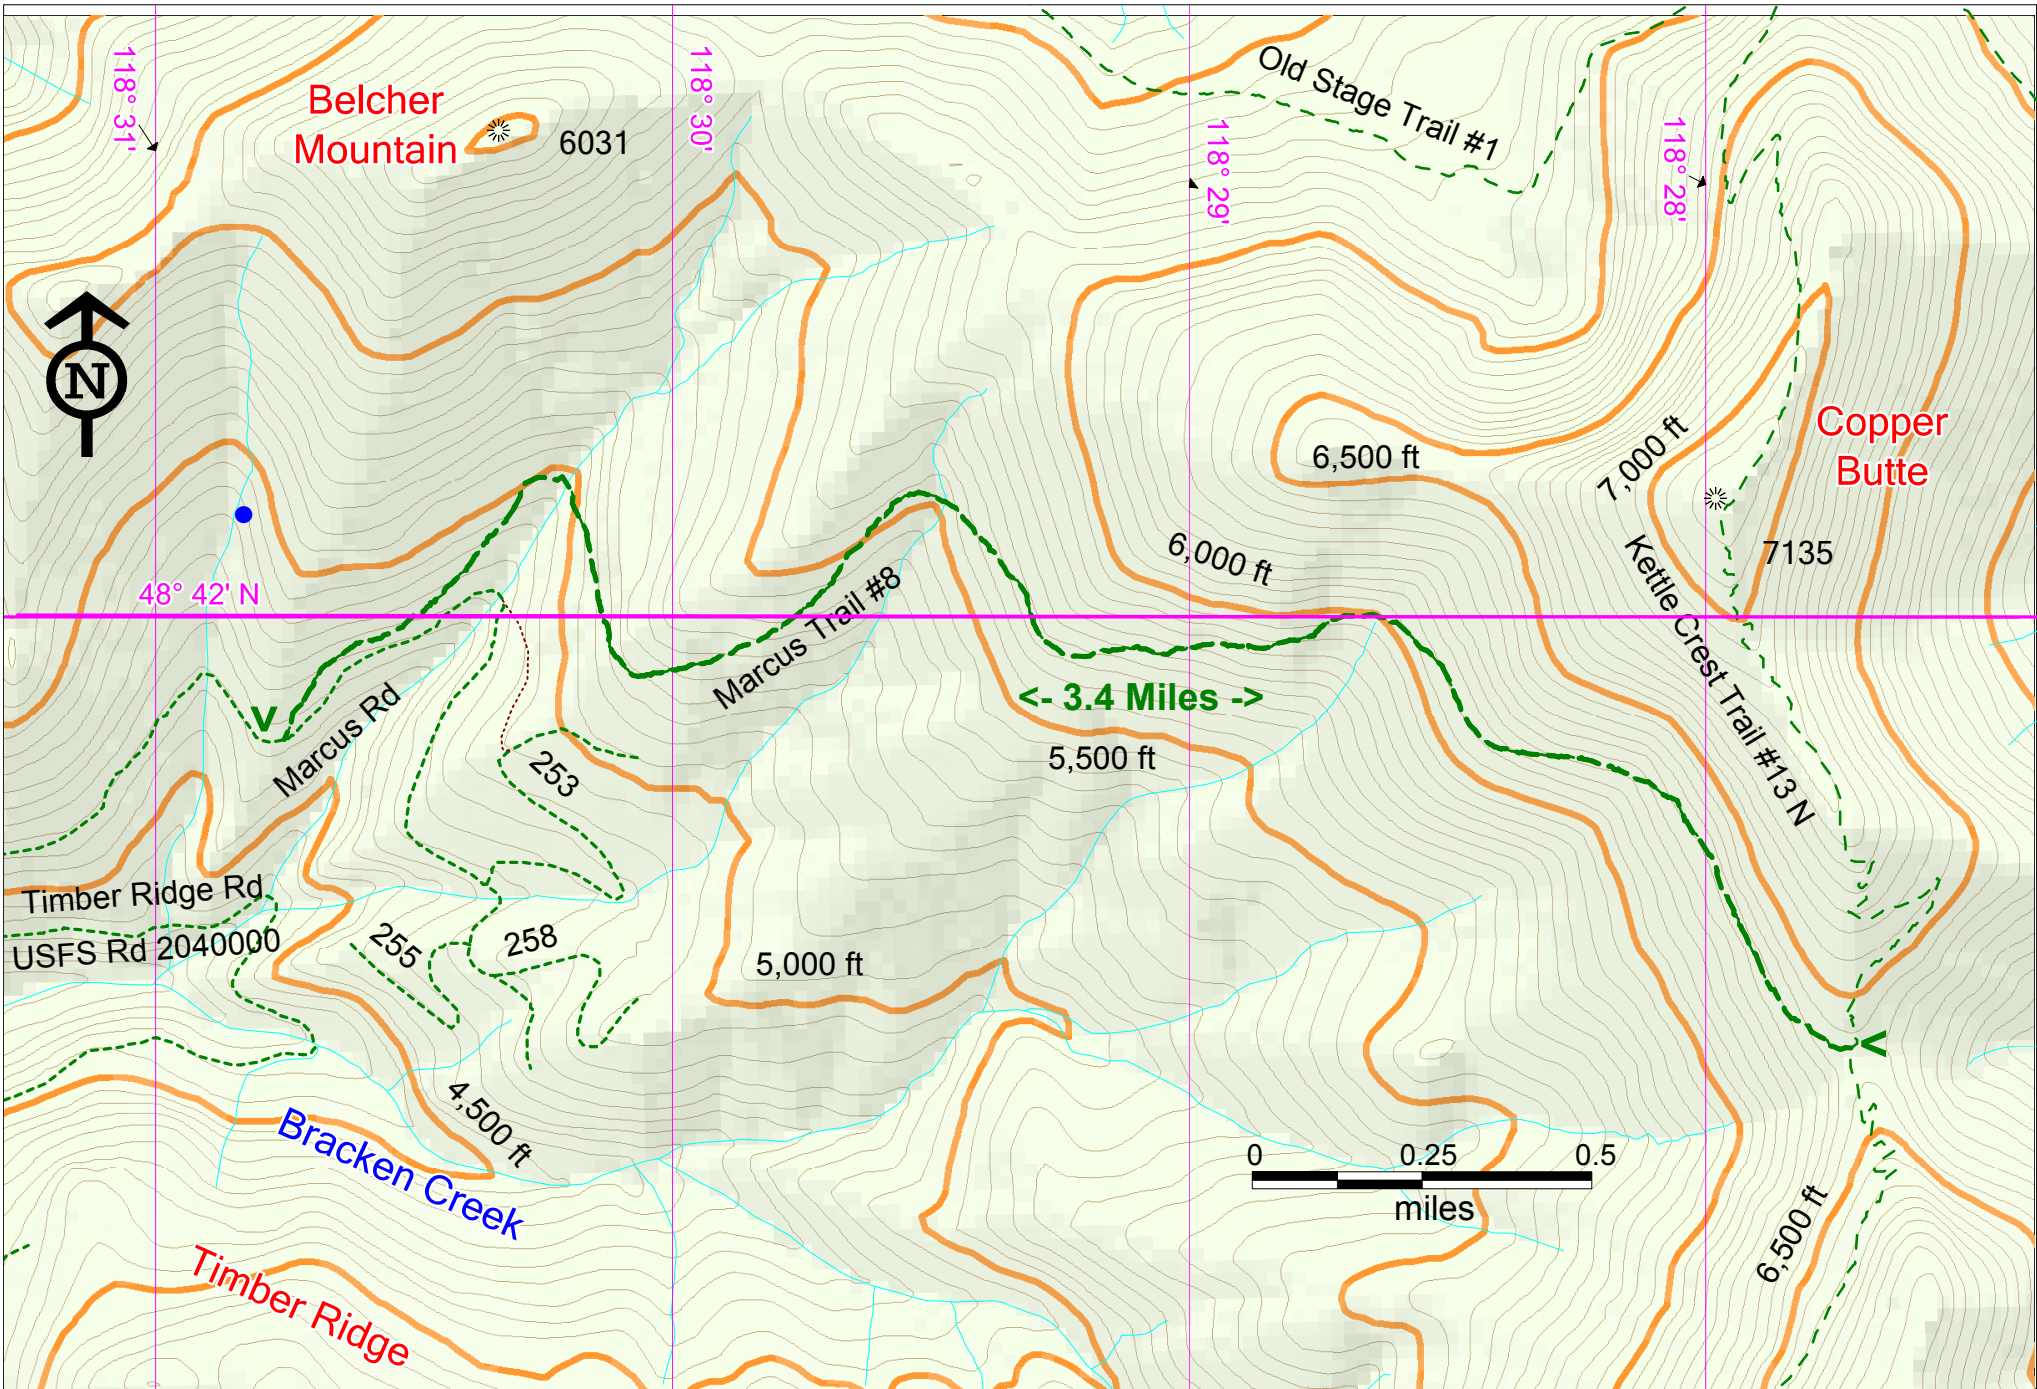 118° 31'
Belcher
Mountain
6031
118° 30'
Old Stage Trail #1
118° 29'
118° 28'
N
6,500 ft
7,000 ft
Copper
Butte
7135
6,000 ft
Kettle Crest Trail #13 N
48° 42' N
Marcus Trail #8
<- 3.4 Miles ->
5,500 ft
V
Marcus Rd
253
Timber Ridge Rd
USFS Rd 2040000
255
258
5,000 ft
<
4,500 ft
Bracken Creek
0 0.25 0.5
miles
6,500 ft
Timber Ridge